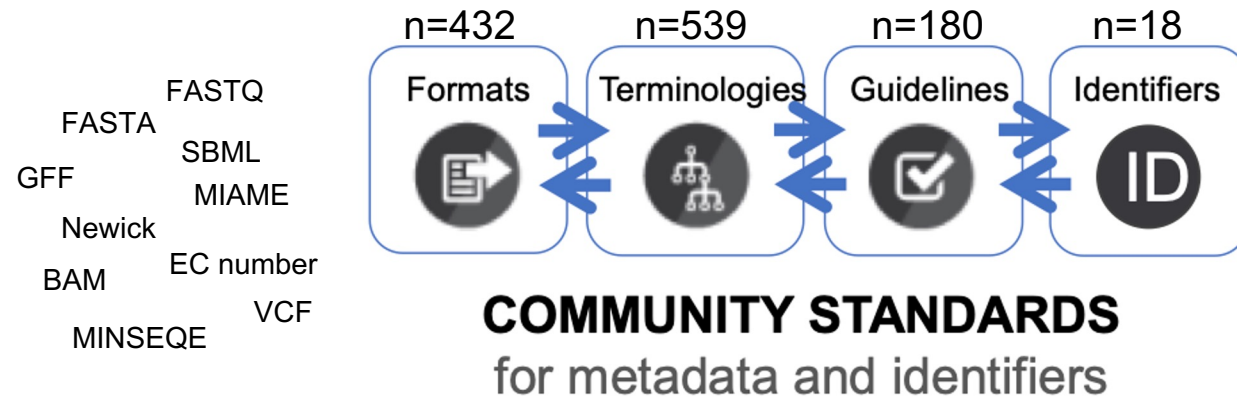 n=432
n=539
n=180
n=18
Formats
Terminologies
Guidelines
Identifiers
ID
FASTQ
FASTA
SBML
GFF
MIAME
Newick
EC number
BAM
VCF
MINSEQE
COMMUNITY STANDARDS
for metadata and identifiers